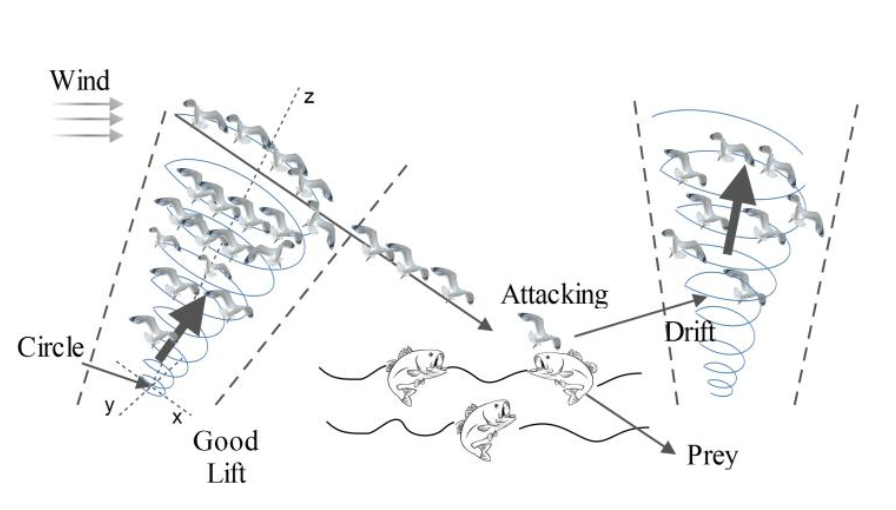 Wind
z
Attacking
Drift
Circle
y
x
Good
Lift
Prey